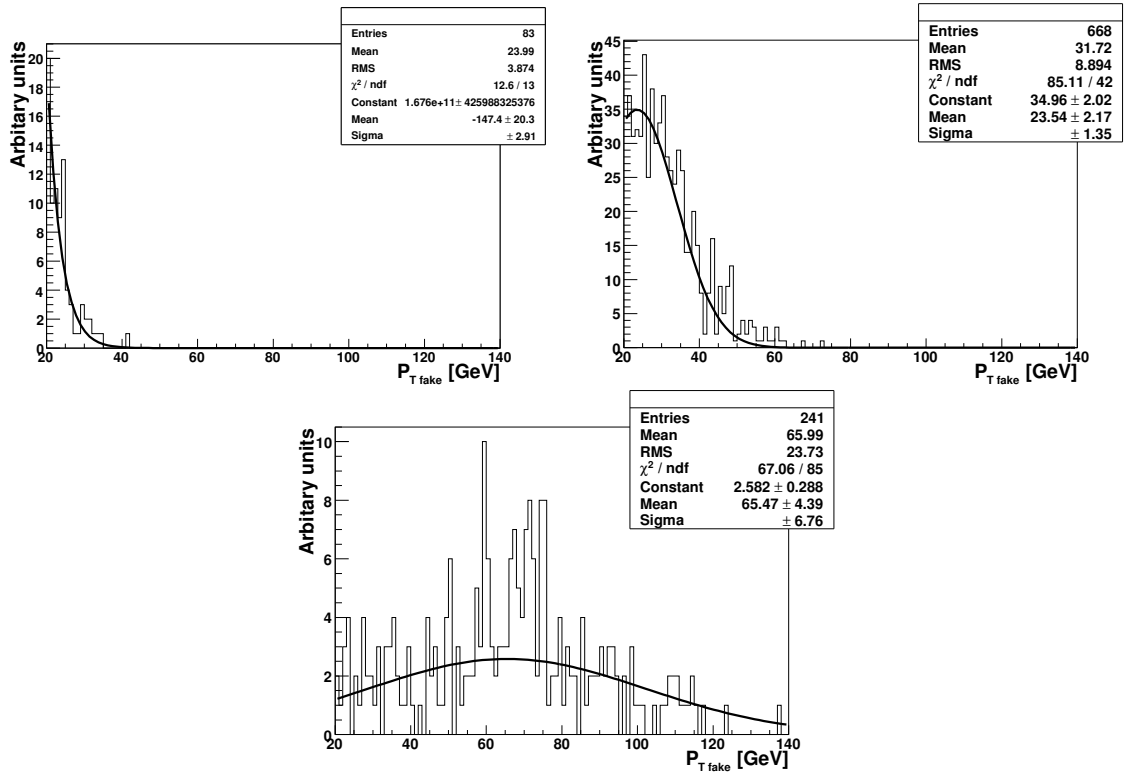 Entries 83
Mean 23.99
RMS 3.874
χ² / ndf 12.6 / 13
Constant 1.676e+11± 425988325376
Mean -147.4 ± 20.3
Sigma ± 2.91
Arbitary units
20
18
16
14
12
10
8
6
4
2
0
20 40 60 80 100 120 140
P_T fake [GeV]
Entries 668
Mean 31.72
RMS 8.894
χ² / ndf 85.11 / 42
Constant 34.96 ± 2.02
Mean 23.54 ± 2.17
Sigma ± 1.35
Arbitary units
45
40
35
30
25
20
15
10
5
0
20 40 60 80 100 120 140
P_T fake [GeV]
Entries 241
Mean 65.99
RMS 23.73
χ² / ndf 67.06 / 85
Constant 2.582 ± 0.288
Mean 65.47 ± 4.39
Sigma ± 6.76
Arbitary units
10
8
6
4
2
0
20 40 60 80 100 120 140
P_T fake [GeV]